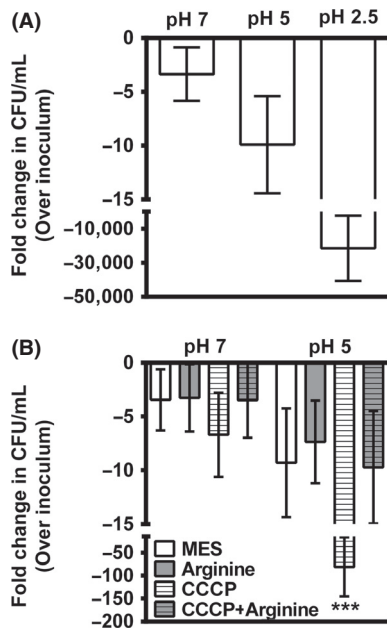 (A)
pH 7 pH 5 pH 2.5
Fold change in CFU/mL
(Over inoculum)
0
−5
−10
−15
−10,000
−30,000
−50,000
(B)
pH 7 pH 5
Fold change in CFU/mL
(Over inoculum)
0
−5
−10
−15
−50
−100
−150
−200
MES
Arginine
CCCP
CCCP+Arginine
***